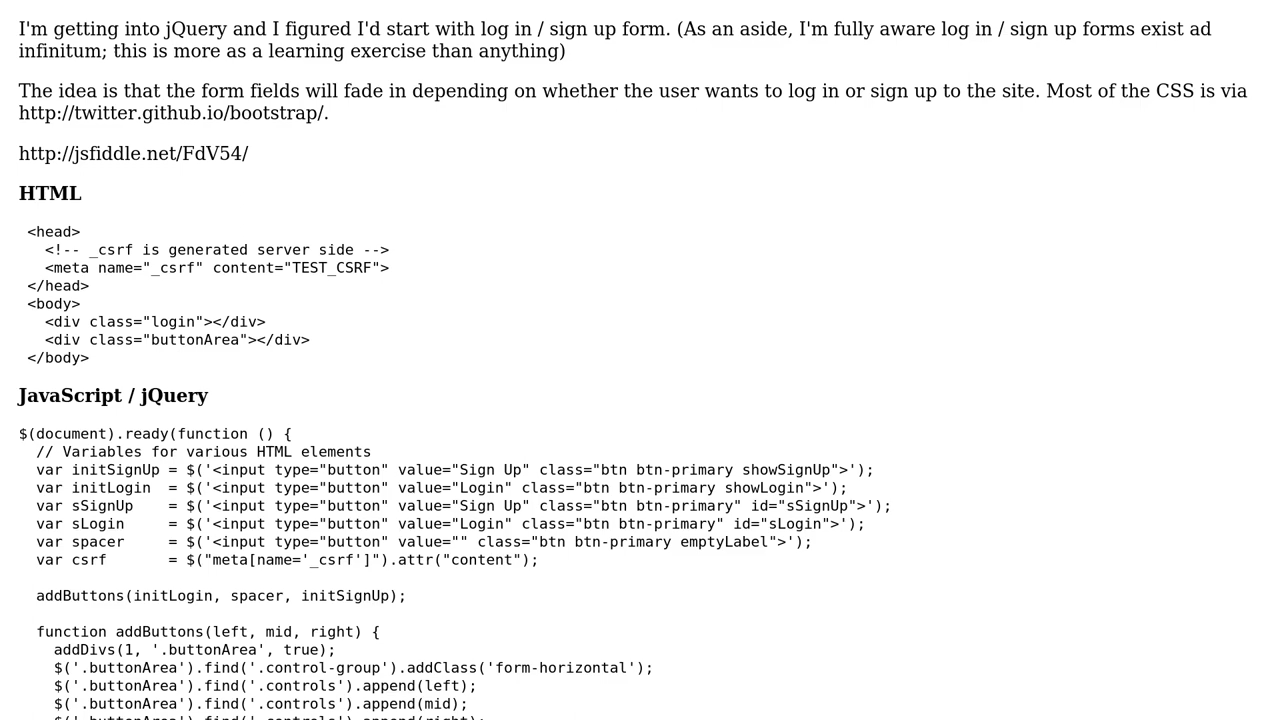 I'm getting into jQuery and I figured I'd start with log in / sign up form. (As an aside, I'm fully aware log in / sign up forms exist ad
infinitum; this is more as a learning exercise than anything)
The idea is that the form fields will fade in depending on whether the user wants to log in or sign up to the site. Most of the CSS is via
http://twitter.github.io/bootstrap/.
http://jsfiddle.net/FdV54/
HTML
<head>
<!-- _csrf is generated server side -->
<meta name="_csrf" content="TEST_CSRF">
</head>
<body>
<div class="login"></div>
<div class="buttonArea"></div>
</body>
JavaScript / jQuery
$(document).ready(function () {
// Variables for various HTML elements
var initSignUp = $('<input type="button" value="Sign Up" class="btn btn-primary showSignUp">');
var initLogin  = $('<input type="button" value="Login" class="btn btn-primary showLogin">');
var sSignUp    = $('<input type="button" value="Sign Up" class="btn btn-primary" id="sSignUp">');
var sLogin     = $('<input type="button" value="Login" class="btn btn-primary" id="sLogin">');
var spacer     = $('<input type="button" value="" class="btn btn-primary emptyLabel">');
var csrf       = $("meta[name='_csrf']").attr("content");
addButtons(initLogin, spacer, initSignUp);
function addButtons(left, mid, right) {
addDivs(1, '.buttonArea', true);
$('.buttonArea').find('.control-group').addClass('form-horizontal');
$('.buttonArea').find('.controls').append(left);
$('.buttonArea').find('.controls').append(mid);
$('.buttonArea').find('.controls').append(right);